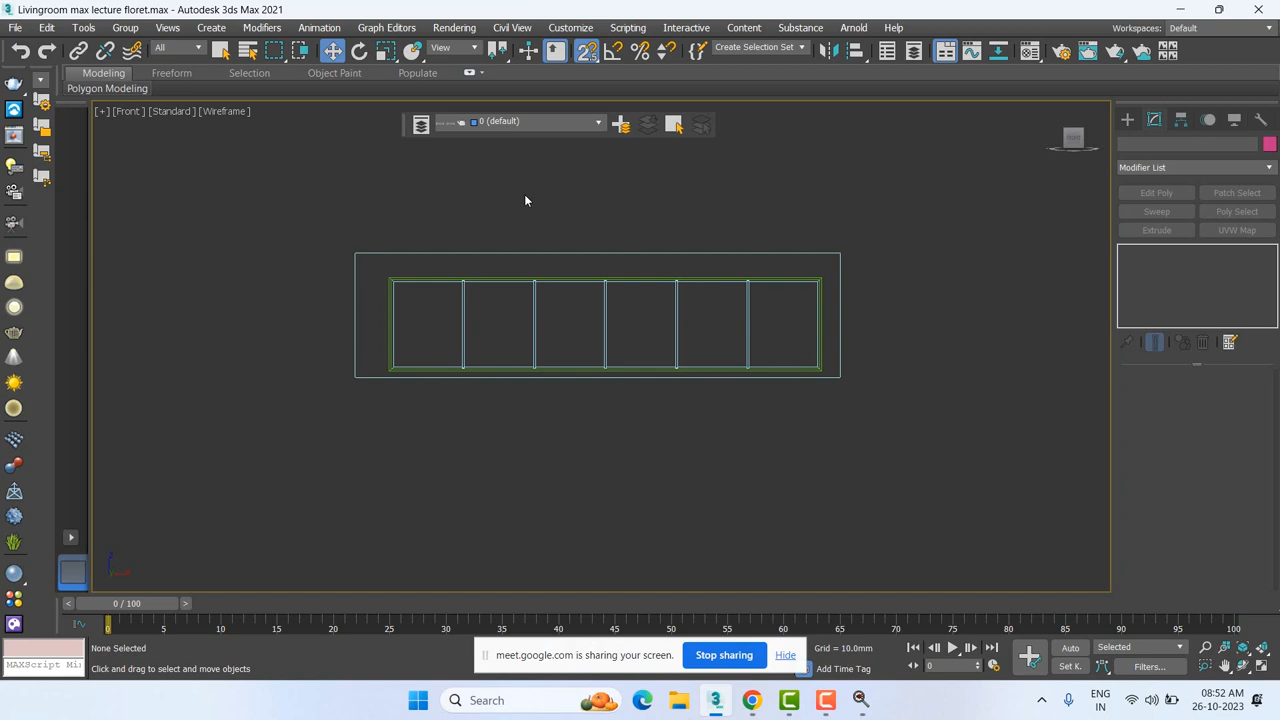 Livingroom max lecture floret.max - Autodesk 3ds Max 2021
File Edit Tools Group Views Create Modifiers Animation Graph Editors Rendering Civil View Customize Scripting Interactive Content Substance Arnold Help Workspaces: Default
All View Create Selection Set
Modeling Freeform Selection Object Paint Populate
Polygon Modeling
[+] [Front ] [Standard ] [Wireframe ]
0 (default)
FRONT
Modifier List
Edit Poly Patch Select
Sweep Poly Select
Extrude UVW Map
0 / 100
0 5 10 15 20 25 30 35 40 45 50 55 60 65 70 75 80 85 90 95 100
None Selected
Click and drag to select and move objects
MAXScript Mi
meet.google.com is sharing your screen. Stop sharing Hide
Grid = 10.0mm
Add Time Tag
Auto Selected
Set K. Filters...
0
Search
ENG
IN
08:52 AM
26-10-2023